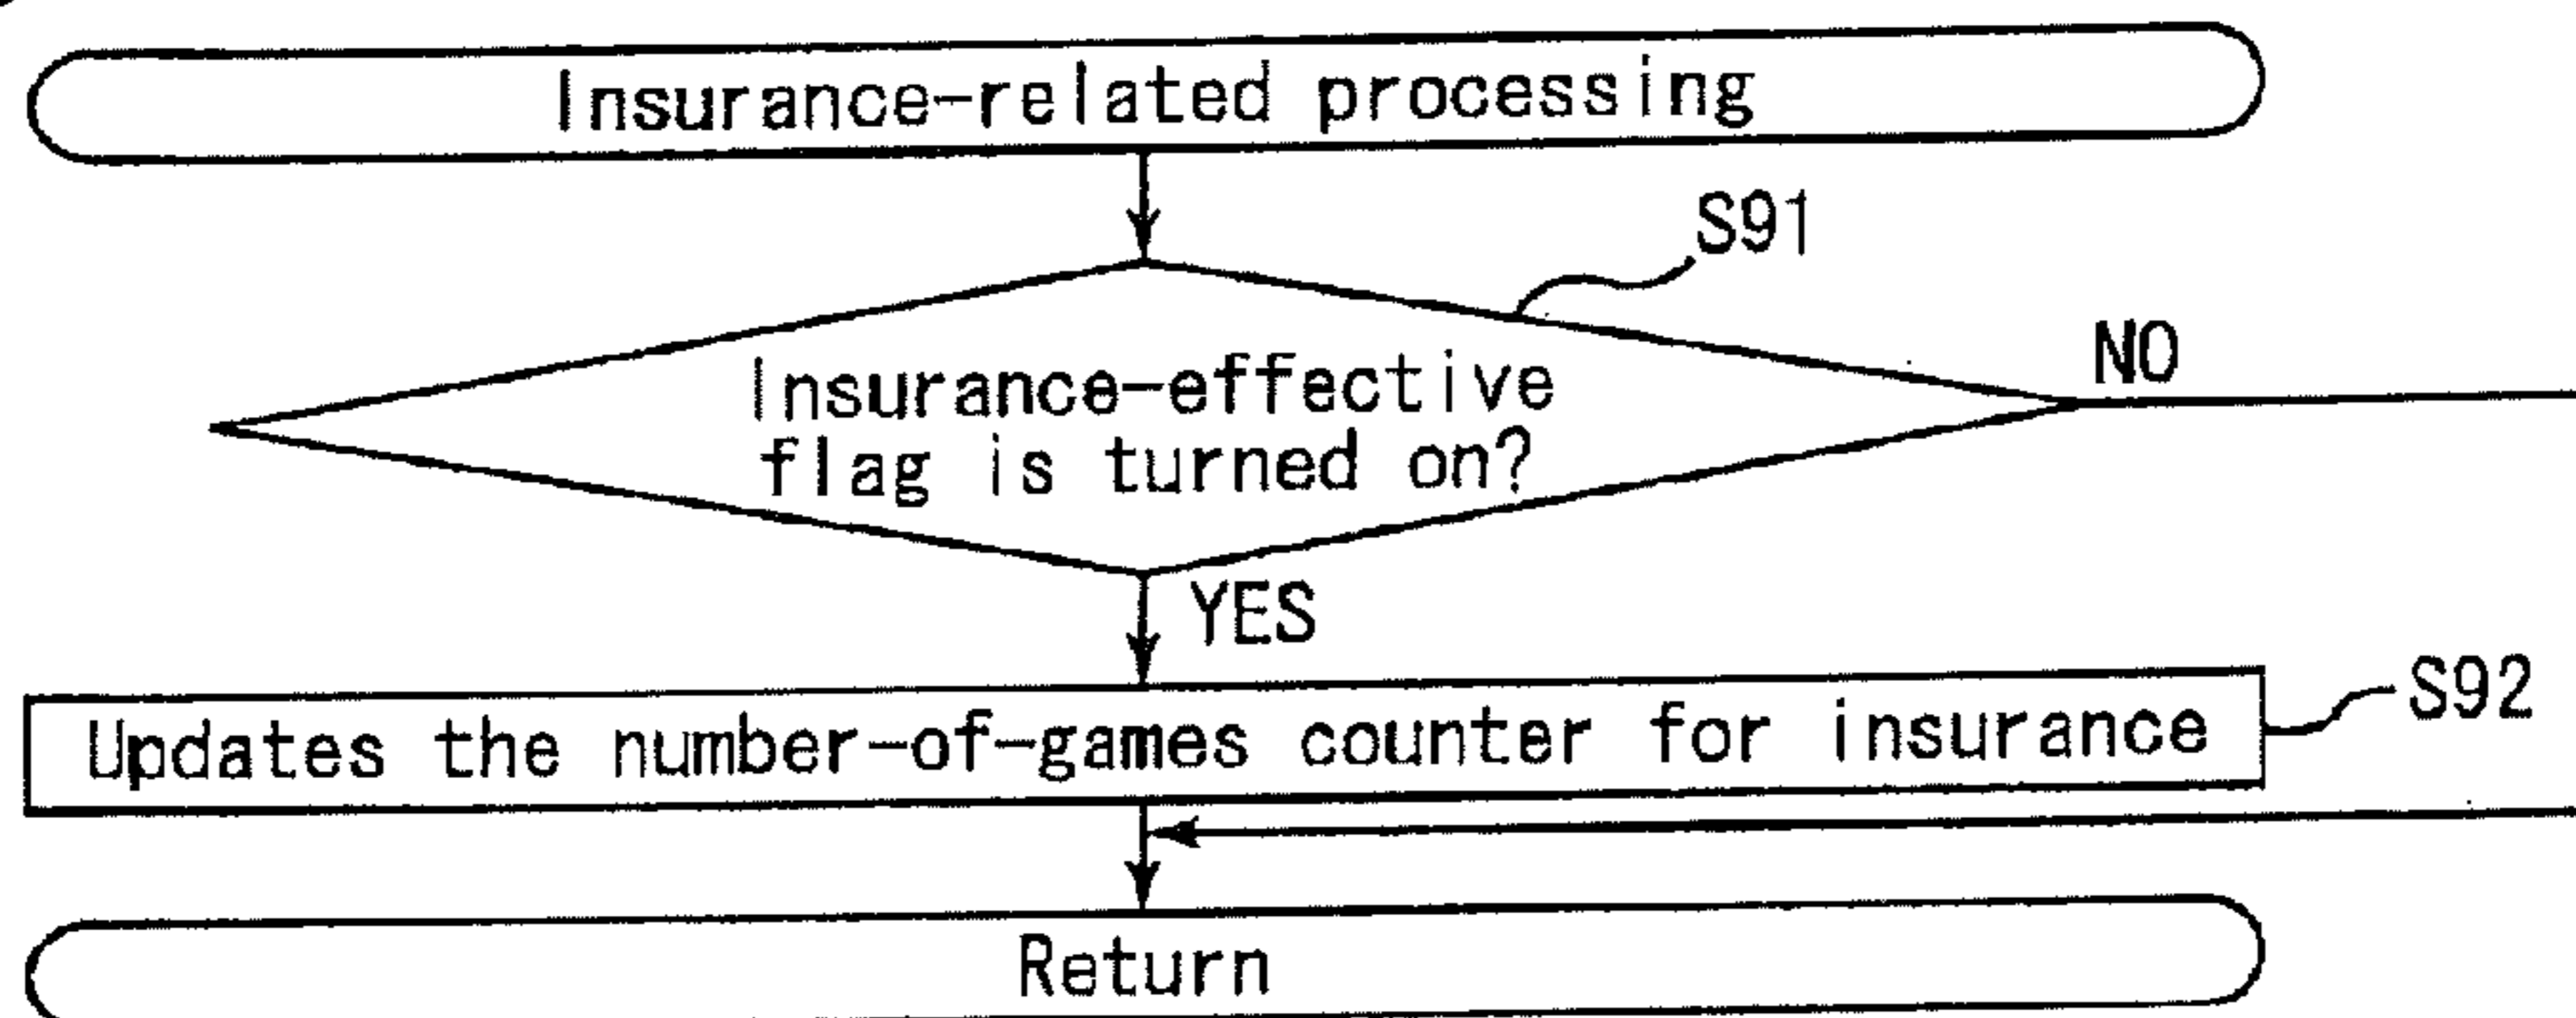 Insurance-related processing
S91
NO
Insurance-effective
flag is turned on?
YES
Updates the number-of-games counter for insurance
S92
Return